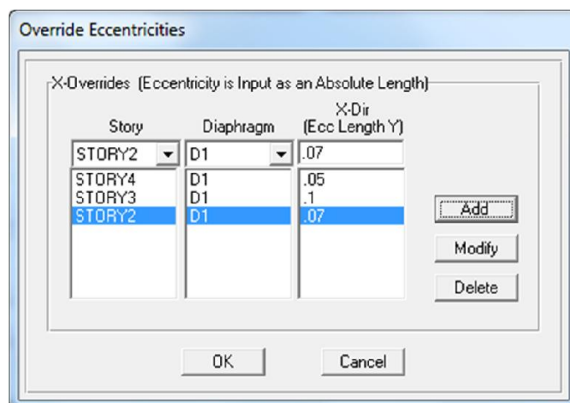 Override Eccentricities
X-Overrides (Eccentricity is Input as an Absolute Length)
Story Diaphragm X-Dir (Ecc Length Y)
STORY2 D1 .07
STORY4 D1 .05
STORY3 D1 .1
STORY2 D1 .07
Add
Modify
Delete
OK Cancel